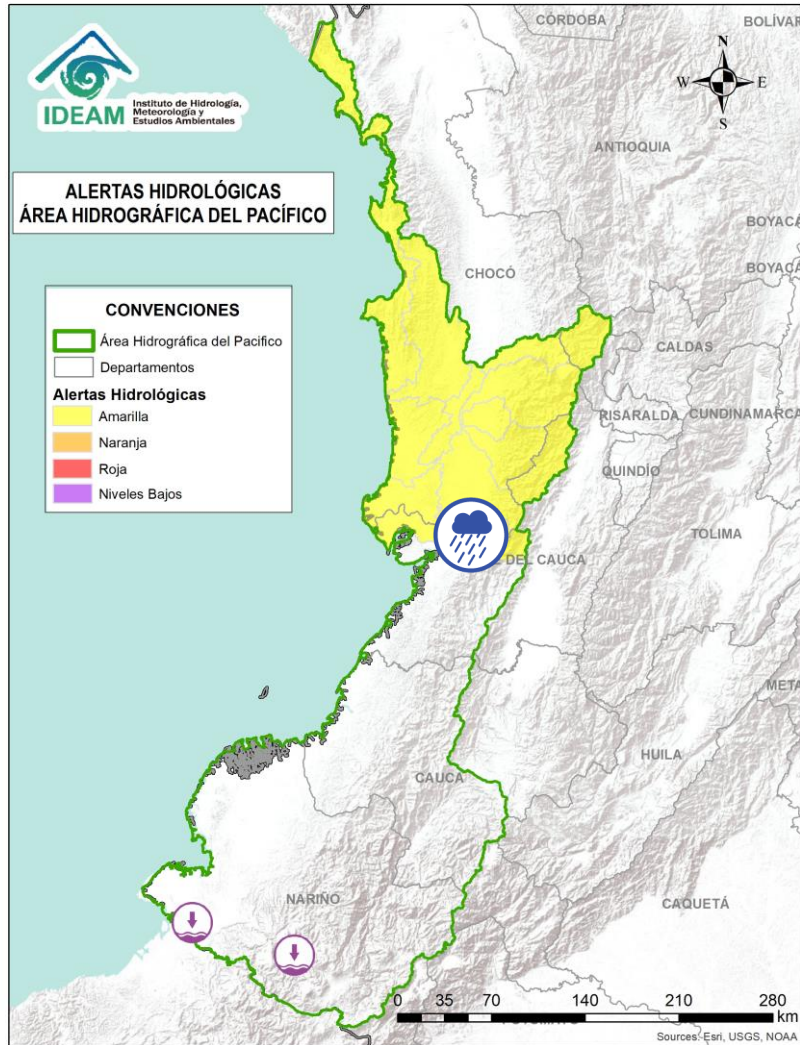 IDEAM
Instituto de Hidrología,
Meteorología y
Estudios Ambientales
ALERTAS HIDROLÓGICAS
ÁREA HIDROGRÁFICA DEL PACÍFICO
CONVENCIONES
Área Hidrográfica del Pacifico
Departamentos
Alertas Hidrológicas
Amarilla
Naranja
Roja
Niveles Bajos
CÓRDOBA
BOLÍVAR
N
W
E
S
ANTIOQUIA
BOYACÁ
CHOCÓ
BOYACÁ
CALDAS
RISARALDA
CUNDINAMARCA
QUINDÍO
TOLIMA
DEL CAUCA
META
HUILA
CAUCA
NARIÑO
CAQUETÁ
0 35 70 140 210 280
km
Sources: Esri, USGS, NOAA